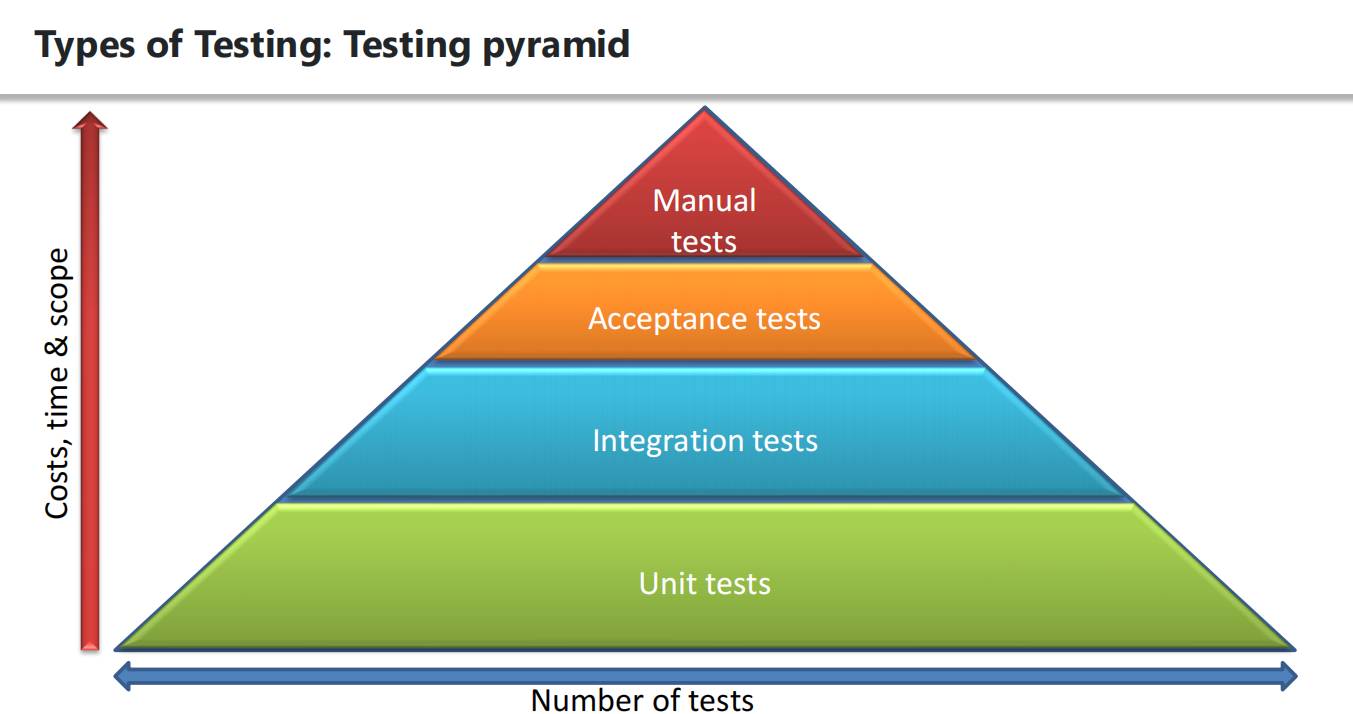 Types of Testing: Testing pyramid
Costs, time & scope
Manual
tests
Acceptance tests
Integration tests
Unit tests
Number of tests